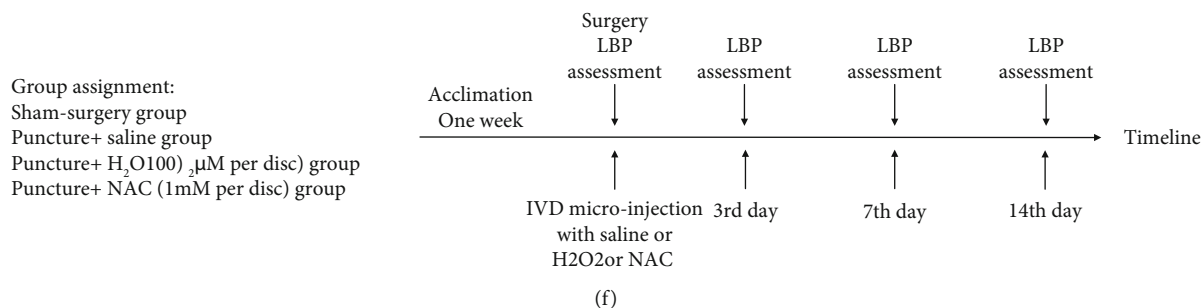 Group assignment:
Sham-surgery group
Puncture+ saline group
Puncture+ H₂O100) ₂μM per disc) group
Puncture+ NAC (1mM per disc) group
Acclimation
One week
Surgery
LBP
assessment
LBP
assessment
LBP
assessment
LBP
assessment
Timeline
IVD micro-injection
with saline or
H2O2or NAC
3rd day
7th day
14th day
(f)